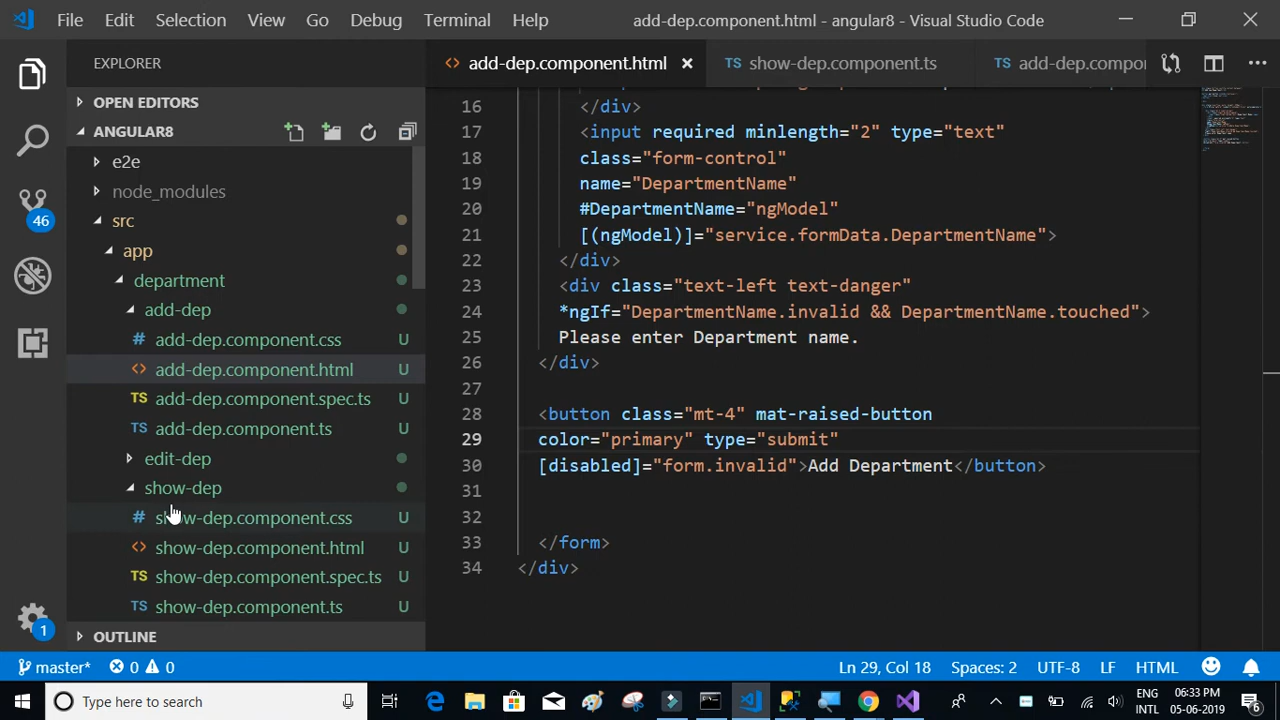 File Edit Selection View Go Debug Terminal Help add-dep.component.html - angular8 - Visual Studio Code
EXPLORER
add-dep.component.html
TS show-dep.component.ts
TS add-dep.compo
OPEN EDITORS
ANGULAR8
e2e
node_modules
src
app
department
add-dep
# add-dep.component.css U
<> add-dep.component.html U
TS add-dep.component.spec.ts U
TS add-dep.component.ts U
edit-dep
show-dep
# show-dep.component.css U
<> show-dep.component.html U
TS show-dep.component.spec.ts U
TS show-dep.component.ts U
OUTLINE
46
1
16 </div>
17 <input required minlength="2" type="text"
18 class="form-control"
19 name="DepartmentName"
20 #DepartmentName="ngModel"
21 [(ngModel)]="service.formData.DepartmentName">
22 </div>
23 <div class="text-left text-danger"
24 *ngIf="DepartmentName.invalid && DepartmentName.touched">
25 Please enter Department name.
26 </div>
27
28 <button class="mt-4" mat-raised-button
29 color="primary" type="submit"
30 [disabled]="form.invalid">Add Department</button>
31
32
33 </form>
34 </div>
master* 0 0 Ln 29, Col 18 Spaces: 2 UTF-8 LF HTML
Type here to search
ENG
INTL
06:33 PM
05-06-2019
6